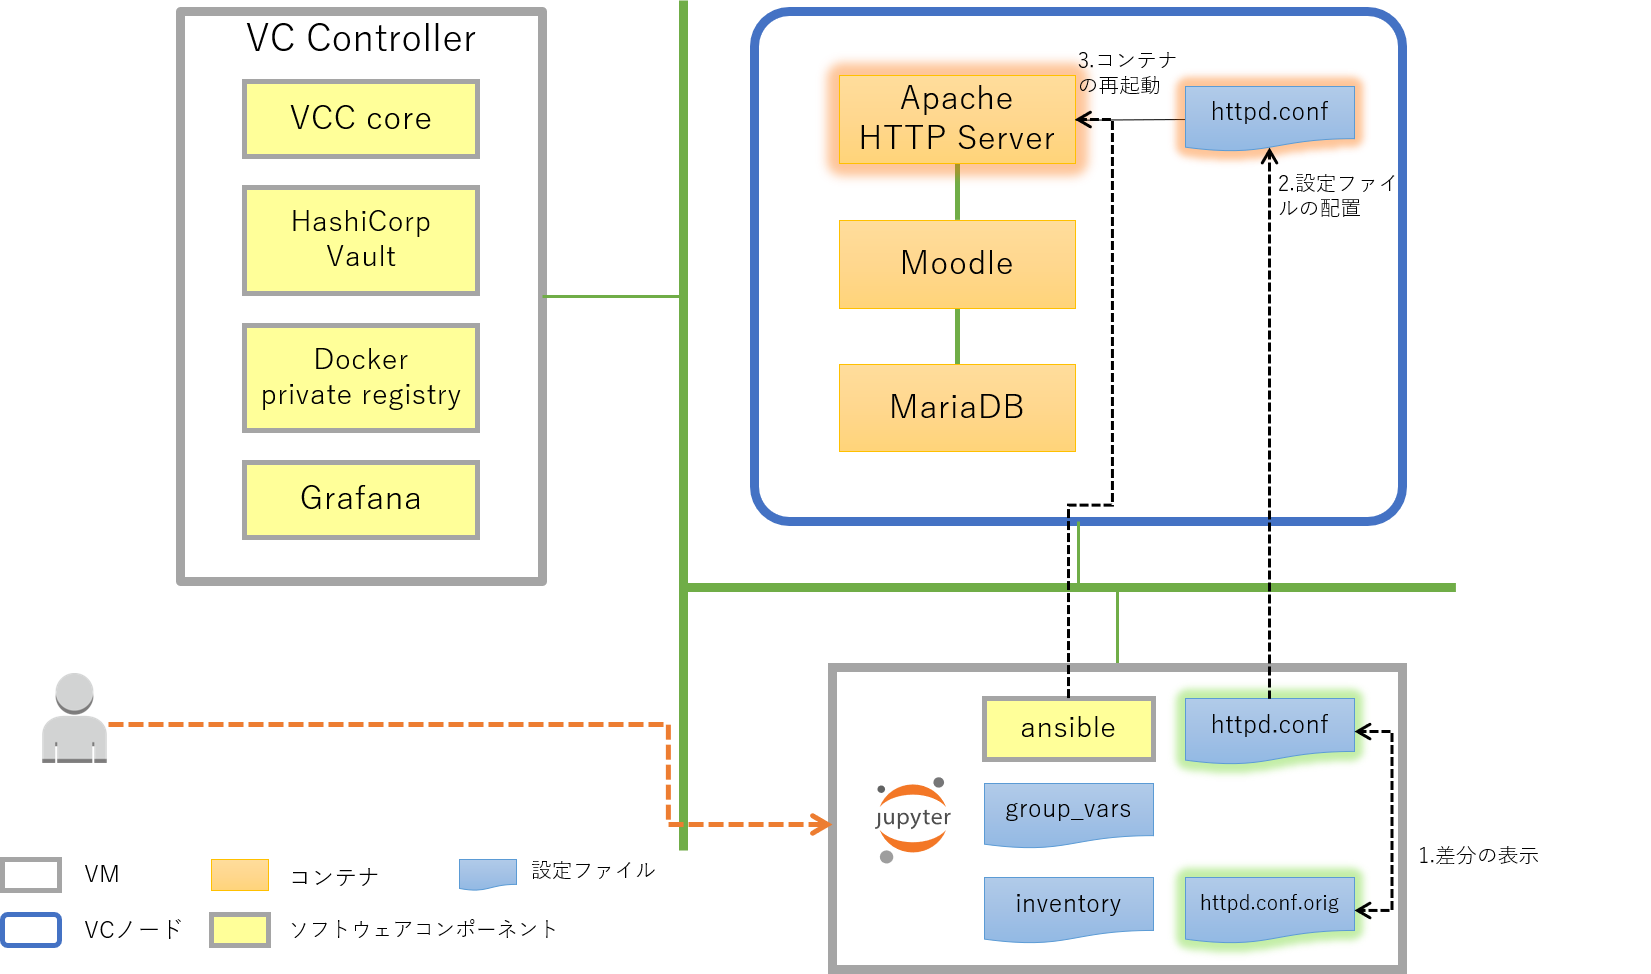 VC Controller
VCC core
HashiCorp
Vault
Docker
private registry
Grafana
Apache
HTTP Server
Moodle
MariaDB
3.コンテナ
の再起動
httpd.conf
2.設定ファイ
ルの配置
ansible
httpd.conf
group_vars
jupyter
inventory
httpd.conf.orig
1.差分の表示
VM
コンテナ
設定ファイル
VCノード
ソフトウェアコンポーネント